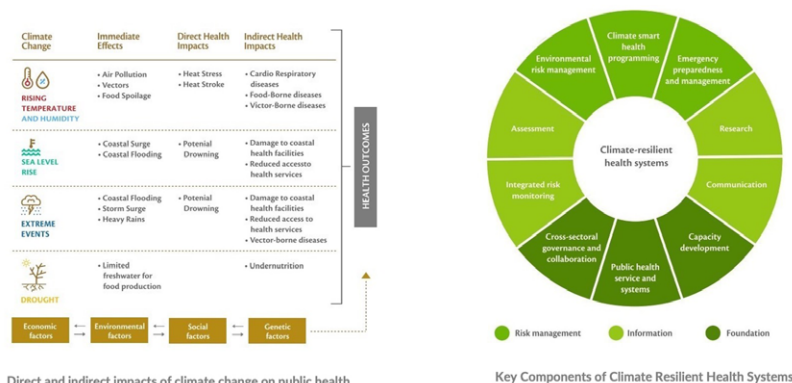 Climate
Change
Immediate
Effects
Direct Health
Impacts
Indirect Health
Impacts
RISING
TEMPERATURE
AND HUMIDITY
• Air Pollution
• Vectors
• Food Spoilage
• Heat Stress
• Heat Stroke
• Cardio Respiratory
diseases
• Food-Borne diseases
• Victor-Borne diseases
SEA LEVEL
RISE
• Coastal Surge
• Coastal Flooding
• Potenial
Drowning
• Damage to coastal
health facilities
• Reduced accessto
health services
EXTREME
EVENTS
• Coastal Flooding
• Storm Surge
• Heavy Rains
• Potenial
Drowning
• Damage to coastal
health facilities
• Reduced access to
health services
• Vector-borne diseases
DROUGHT
• Limited
freshwater for
food production
• Undernutrition
HEALTH OUTCOMES
Economic
factors
Environmental
factors
Social
factors
Genetic
factors
Direct and indirect impacts of climate change on public health
Climate smart
health
programming
Emergency
preparedness
and management
Research
Communication
Capacity
development
Public health
service and
systems
Cross-sectoral
governance and
collaboration
Integrated risk
monitoring
Assessment
Environmental
risk management
Climate-resilient
health systems
Risk management
Information
Foundation
Key Components of Climate Resilient Health Systems